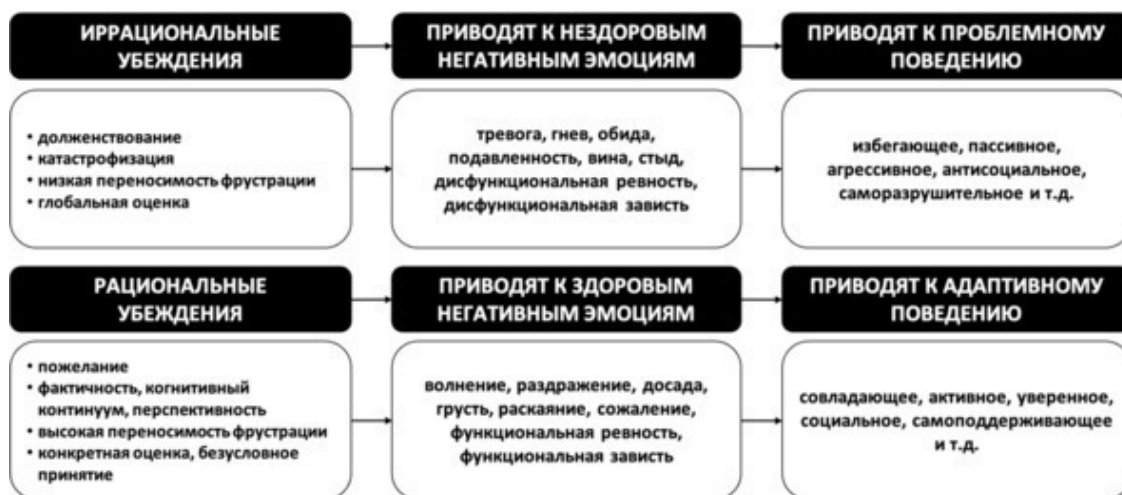 ИРРАЦИОНАЛЬНЫЕ
УБЕЖДЕНИЯ
ПРИВОДЯТ К НЕЗДОРОВЫМ
НЕГАТИВНЫМ ЭМОЦИЯМ
ПРИВОДЯТ К ПРОБЛЕМНОМУ
ПОВЕДЕНИЮ
• долженствование
• катастрофизация
• низкая переносимость фрустрации
• глобальная оценка
тревога, гнев, обида,
подавленность, вина, стыд,
дисфункциональная ревность,
дисфункциональная зависть
избегающее, пассивное,
агрессивное, антисоциальное,
саморазрушительное и т.д.
РАЦИОНАЛЬНЫЕ
УБЕЖДЕНИЯ
ПРИВОДЯТ К ЗДОРОВЫМ
НЕГАТИВНЫМ ЭМОЦИЯМ
ПРИВОДЯТ К АДАПТИВНОМУ
ПОВЕДЕНИЮ
• пожелание
• фактичность, когнитивный
континуум, перспективность
• высокая переносимость фрустрации
• конкретная оценка, безусловное
принятие
волнение, раздражение, досада,
грусть, раскаяние, сожаление,
функциональная ревность,
функциональная зависть
совладающее, активное, уверенное,
социальное, самоподдерживающее
и т.д.